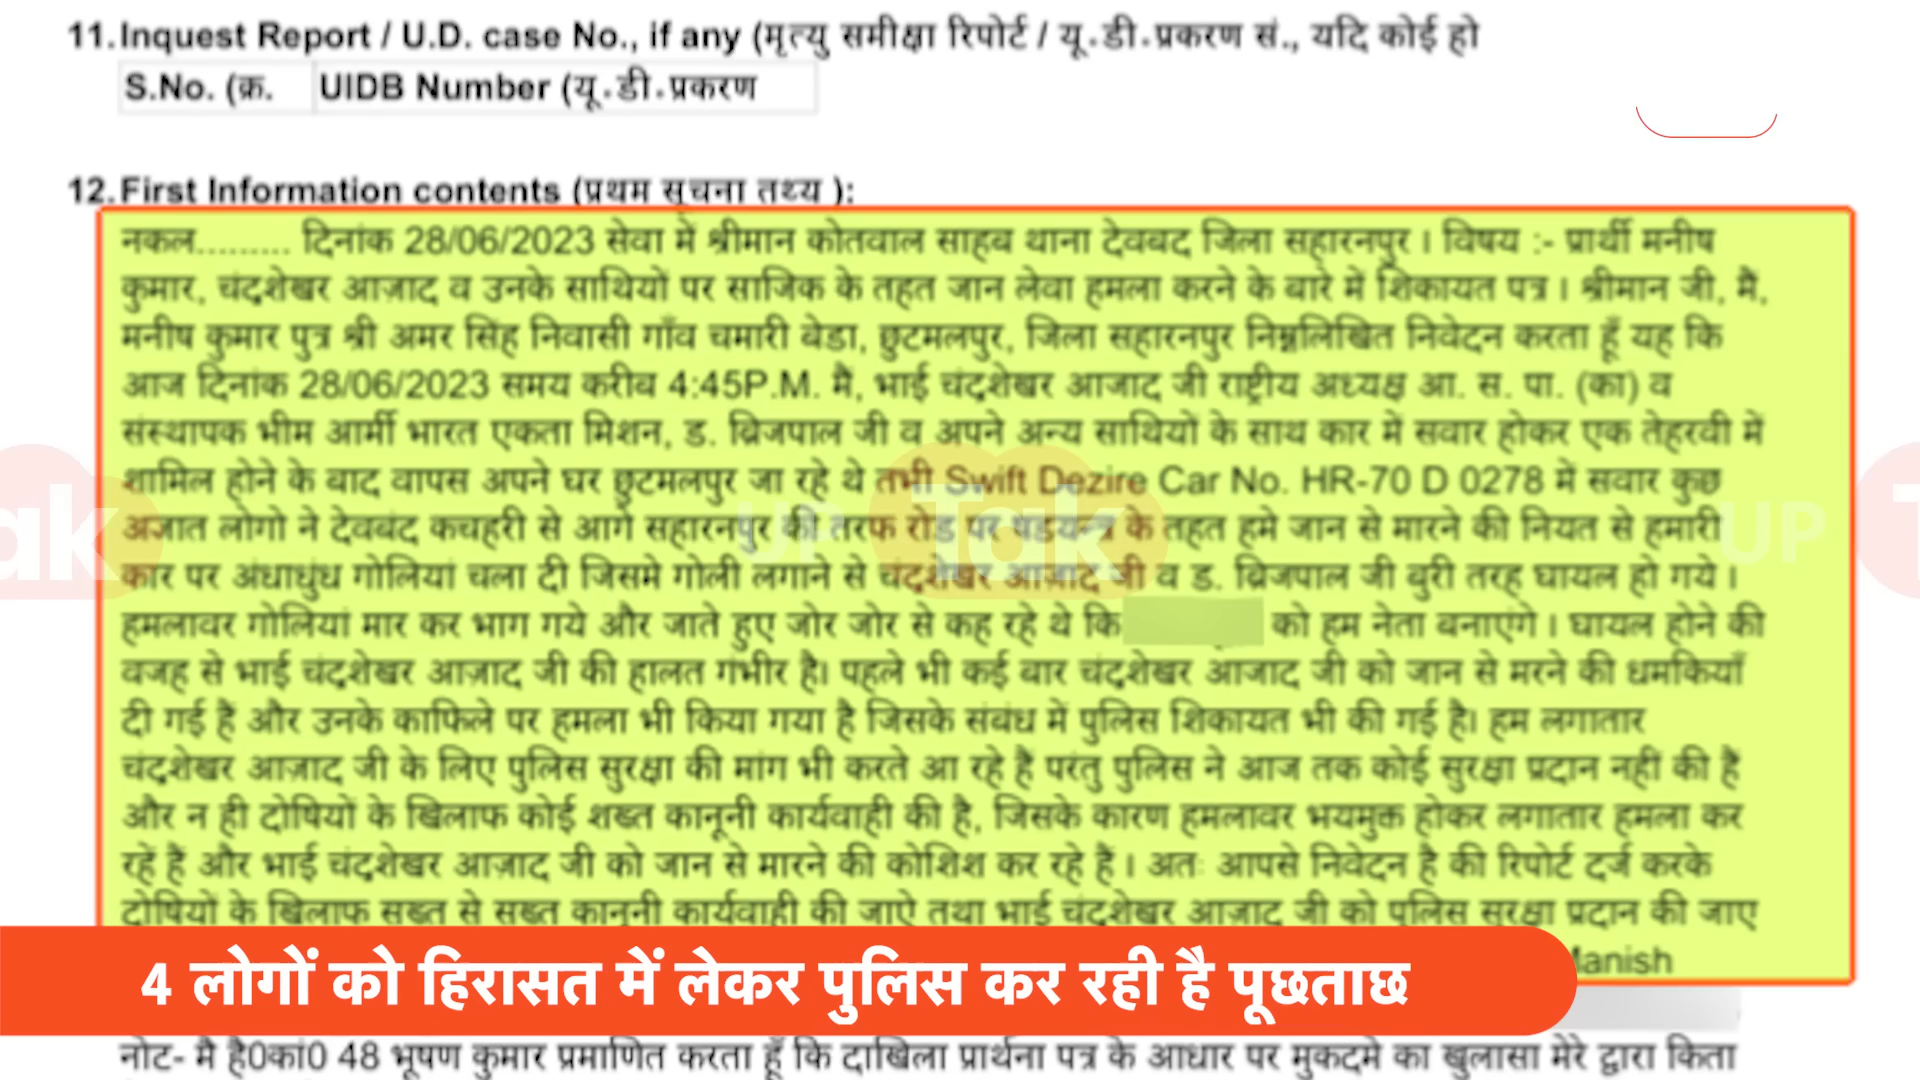 11. Inquest Report / U.D. case No., if any (मृत्यु समीक्षा रिपोर्ट / यू.डी.प्रकरण सं., यदि कोई हो
S.No. (क्र. UIDB Number (यू.डी.प्रकरण
12. First Information contents (प्रथम सूचना तथ्य ):
नकल......... दिनांक 28/06/2023 सेवा में श्रीमान कोतवाल साहब थाना देवबंद जिला सहारनपुर । विषय :- प्रार्थी मनीष
कुमार, चंद्रशेखर आज़ाद व उनके साथियों पर साजिक के तहत जान लेवा हमला करने के बारे में शिकायत पत्र । श्रीमान जी, मै,
मनीष कुमार पुत्र श्री अमर सिंह निवासी गाँव चमारी बेडा, छुटमलपुर, जिला सहारनपुर निम्नलिखित निवेदन करता हूँ यह कि
आज दिनांक 28/06/2023 समय करीब 4:45P.M. मै, भाई चंद्रशेखर आजाद जी राष्ट्रीय अध्यक्ष आ. स. पा. (का) व
संस्थापक भीम आर्मी भारत एकता मिशन, ड. ब्रिजपाल जी व अपने अन्य साथियों के साथ कार में सवार होकर एक तेहरवी में
शामिल होने के बाद वापस अपने घर छुटमलपुर जा रहे थे तभी Swift Dezire Car No. HR-70 D 0278 में सवार कुछ
अज्ञात लोगो ने देवबंद कचहरी से आगे सहारनपुर की तरफ रोड पर षडयन्त्र के तहत हमे जान से मारने की नियत से हमारी
कार पर अंधाधुंध गोलियां चला दी जिसमे गोली लगाने से चंद्रशेखर आज़ाद जी व ड. ब्रिजपाल जी बुरी तरह घायल हो गये ।
हमलावर गोलियां मार कर भाग गये और जाते हुए जोर जोर से कह रहे थे कि को हम नेता बनाएंगे । घायल होने की
वजह से भाई चंद्रशेखर आज़ाद जी की हालत गंभीर है। पहले भी कई बार चंद्रशेखर आजाद जी को जान से मरने की धमकियाँ
दी गई हैं और उनके काफिले पर हमला भी किया गया है जिसके संबंध में पुलिस शिकायत भी की गई है। हम लगातार
चंद्रशेखर आज़ाद जी के लिए पुलिस सुरक्षा की मांग भी करते आ रहे हैं परंतु पुलिस ने आज तक कोई सुरक्षा प्रदान नहीं की है
और न ही दोषियों के खिलाफ कोई शख्त कानूनी कार्यवाही की है, जिसके कारण हमलावर भयमुक्त होकर लगातार हमला कर
रहें हैं और भाई चंद्रशेखर आज़ाद जी को जान से मारने की कोशिश कर रहे हैं । अतः आपसे निवेदन है की रिपोर्ट दर्ज करके
दोषियों के खिलाफ सख्त से सख्त कानूनी कार्यवाही की जाऐ तथा भाई चंद्रशेखर आज़ाद जी को पुलिस सुरक्षा प्रदान की जाए
4 लोगों को हिरासत में लेकर पुलिस कर रही है पूछताछ
नोट- मै है0कां0 48 भूषण कुमार प्रमाणित करता हूँ कि दाखिला प्रार्थना पत्र के आधार पर मुकदमे का खुलासा मेरे द्वारा किता
UP Tak